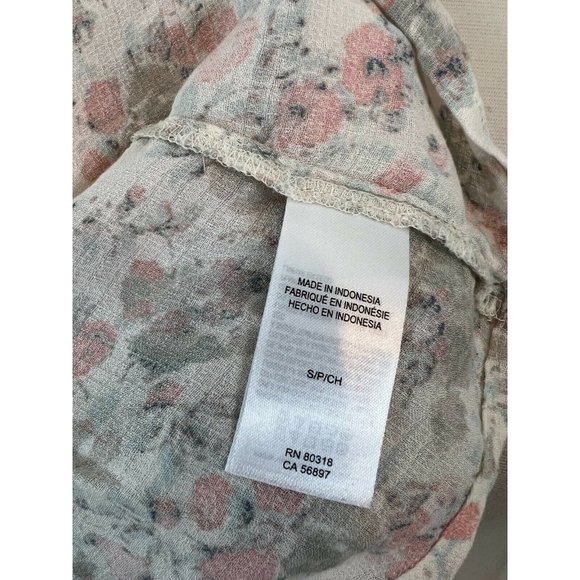 MADE IN INDONESIA
FABRIQUÉ EN INDONÉSIE
HECHO EN INDONESIA
S/P/CH
RN 80318
CA 56897